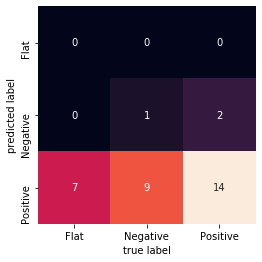 predicted label
Flat 0 0 0
Negative 0 1 2
Positive 7 9 14
Flat Negative Positive
true label